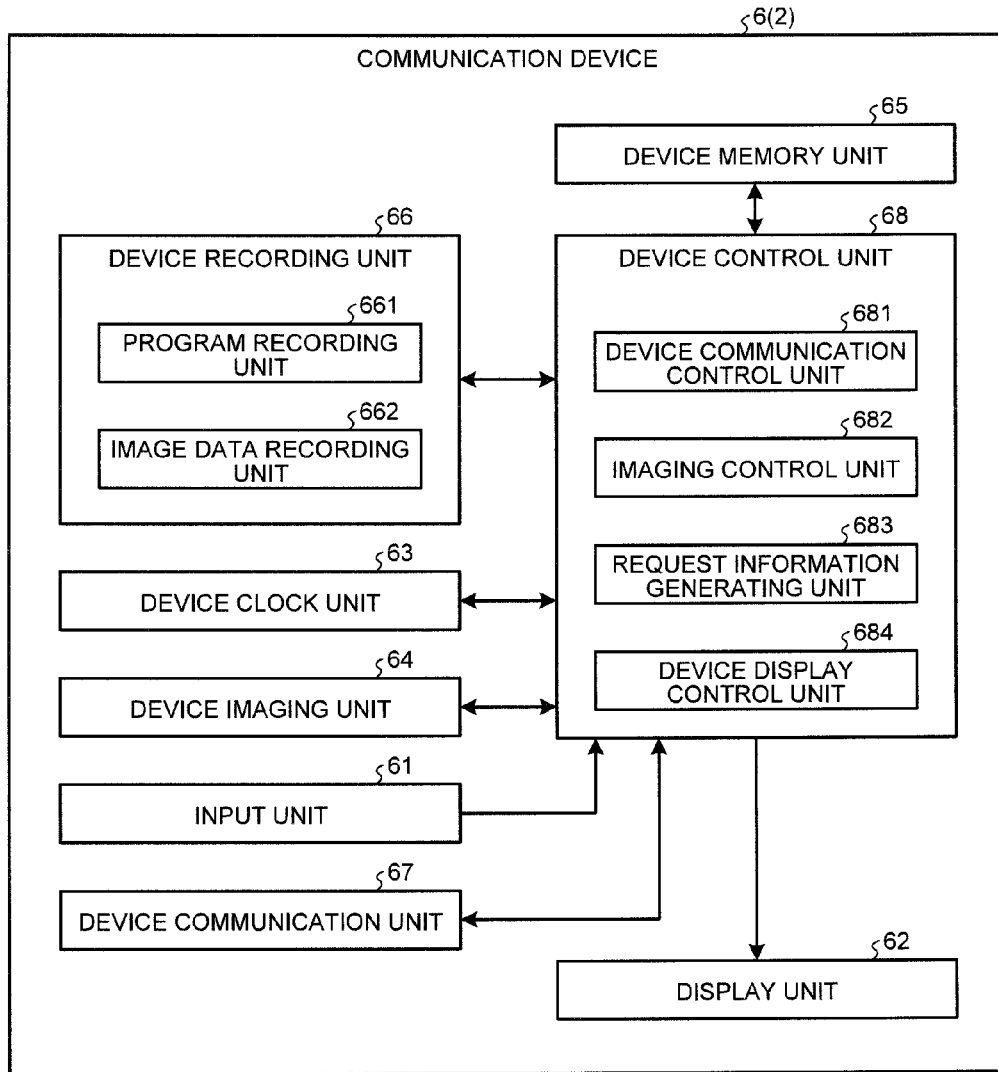 6(2)
COMMUNICATION DEVICE
65
DEVICE MEMORY UNIT
66
DEVICE RECORDING UNIT
661
PROGRAM RECORDING
UNIT
662
IMAGE DATA RECORDING
UNIT
68
DEVICE CONTROL UNIT
681
DEVICE COMMUNICATION
CONTROL UNIT
682
IMAGING CONTROL UNIT
683
REQUEST INFORMATION
GENERATING UNIT
684
DEVICE DISPLAY
CONTROL UNIT
63
DEVICE CLOCK UNIT
64
DEVICE IMAGING UNIT
61
INPUT UNIT
67
DEVICE COMMUNICATION UNIT
62
DISPLAY UNIT